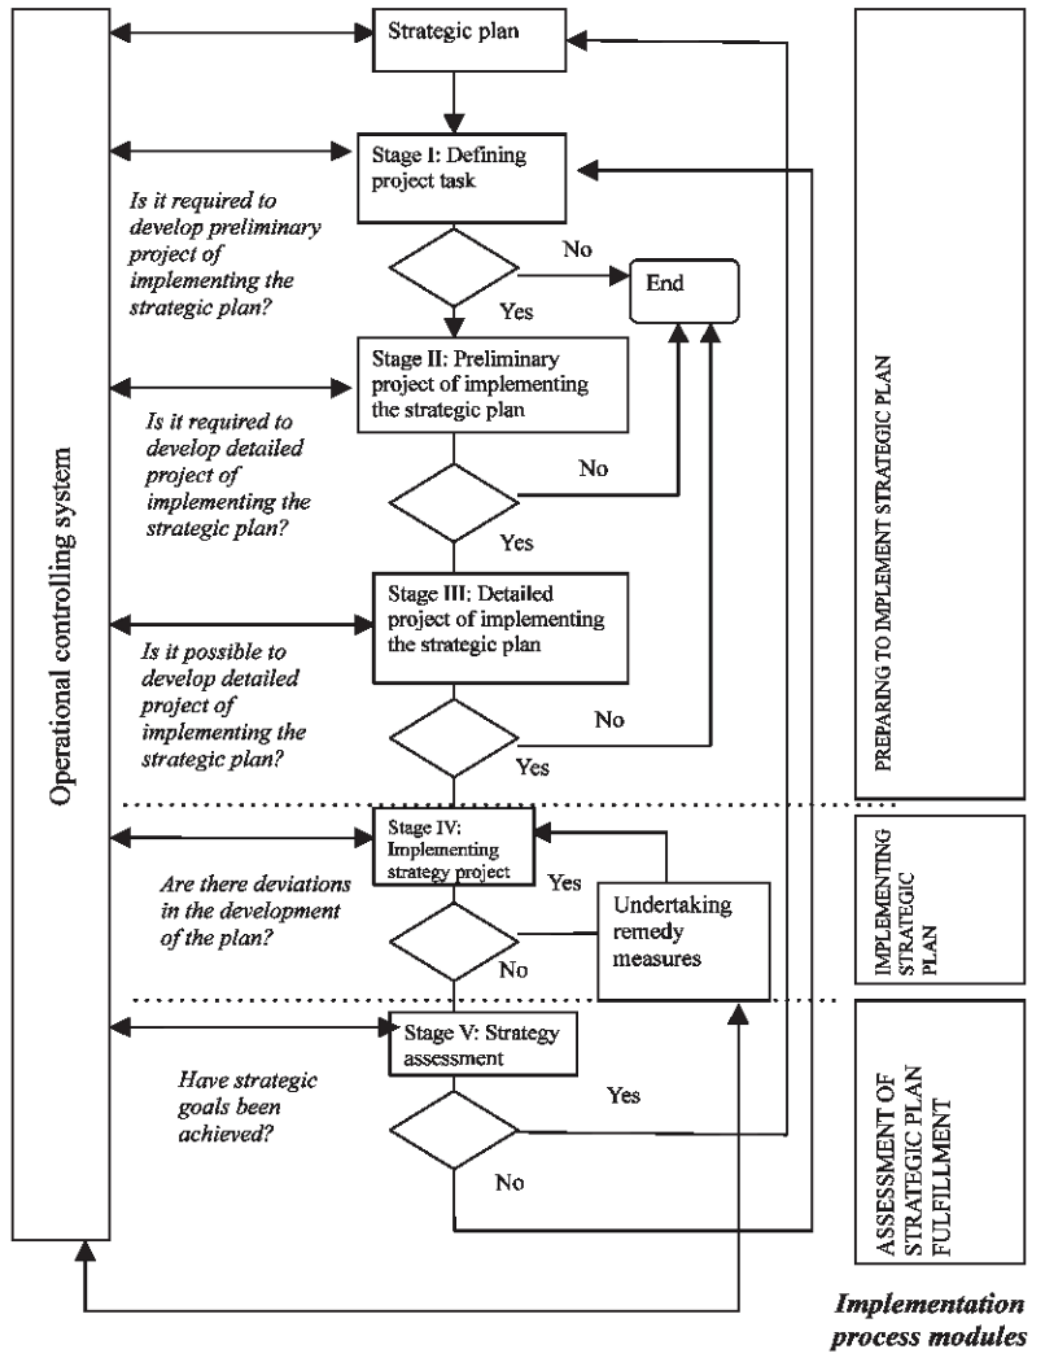 Operational controlling system
Strategic plan
Stage I: Defining
project task
Is it required to
develop preliminary
project of
implementing the
strategic plan?
No
End
Yes
Stage II: Preliminary
project of implementing
the strategic plan
Is it required to
develop detailed
project of
implementing the
strategic plan?
No
Yes
Stage III: Detailed
project of implementing
the strategic plan
Is it possible to
develop detailed
project of
implementing the
strategic plan?
No
Yes
Stage IV:
Implementing
strategy project
Are there deviations
in the development
of the plan?
Yes
Undertaking
remedy
measures
No
Stage V: Strategy
assessment
Have strategic
goals been
achieved?
Yes
No
PREPARING TO IMPLEMENT STRATEGIC PLAN
IMPLEMENTING
STRATEGIC
PLAN
ASSESSMENT OF
STRATEGIC PLAN
FULFILLMENT
Implementation
process modules